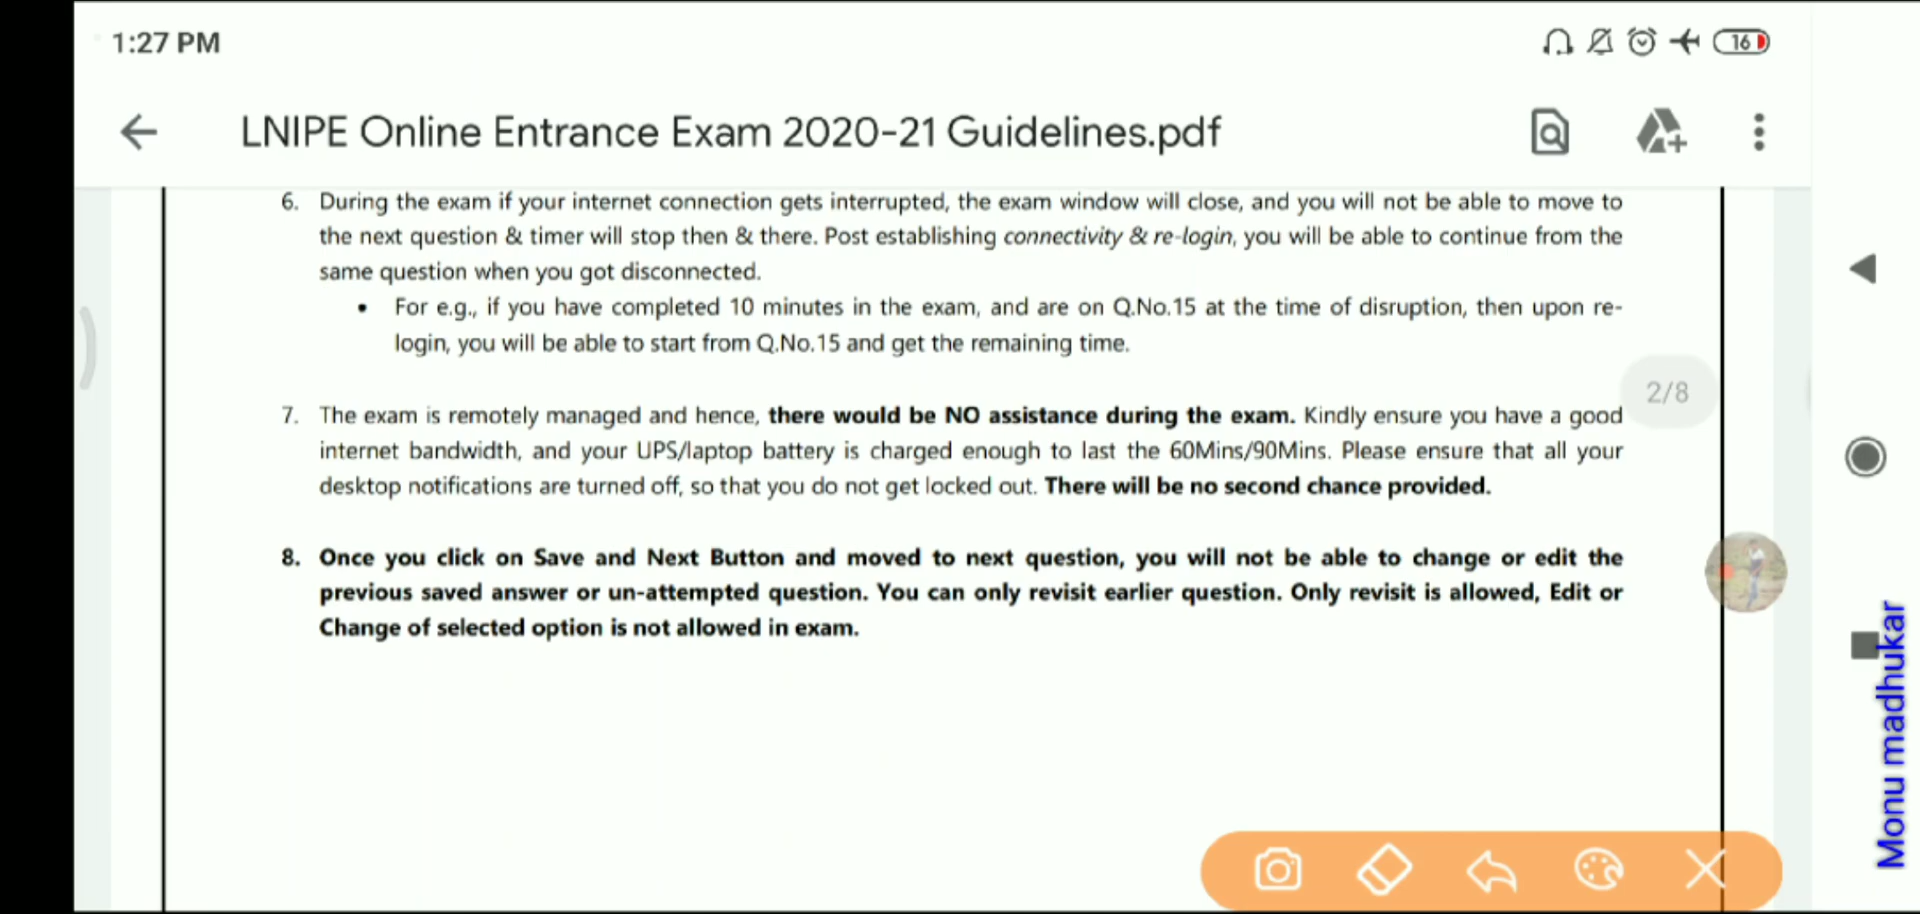 1:27 PM
16
LNIPE Online Entrance Exam 2020-21 Guidelines.pdf
6. During the exam if your internet connection gets interrupted, the exam window will close, and you will not be able to move to
the next question & timer will stop then & there. Post establishing connectivity & re-login, you will be able to continue from the
same question when you got disconnected.
• For e.g., if you have completed 10 minutes in the exam, and are on Q.No.15 at the time of disruption, then upon re-
login, you will be able to start from Q.No.15 and get the remaining time.
2/8
7. The exam is remotely managed and hence, there would be NO assistance during the exam. Kindly ensure you have a good
internet bandwidth, and your UPS/laptop battery is charged enough to last the 60Mins/90Mins. Please ensure that all your
desktop notifications are turned off, so that you do not get locked out. There will be no second chance provided.
8. Once you click on Save and Next Button and moved to next question, you will not be able to change or edit the
previous saved answer or un-attempted question. You can only revisit earlier question. Only revisit is allowed, Edit or
Change of selected option is not allowed in exam.
Monu madhukar